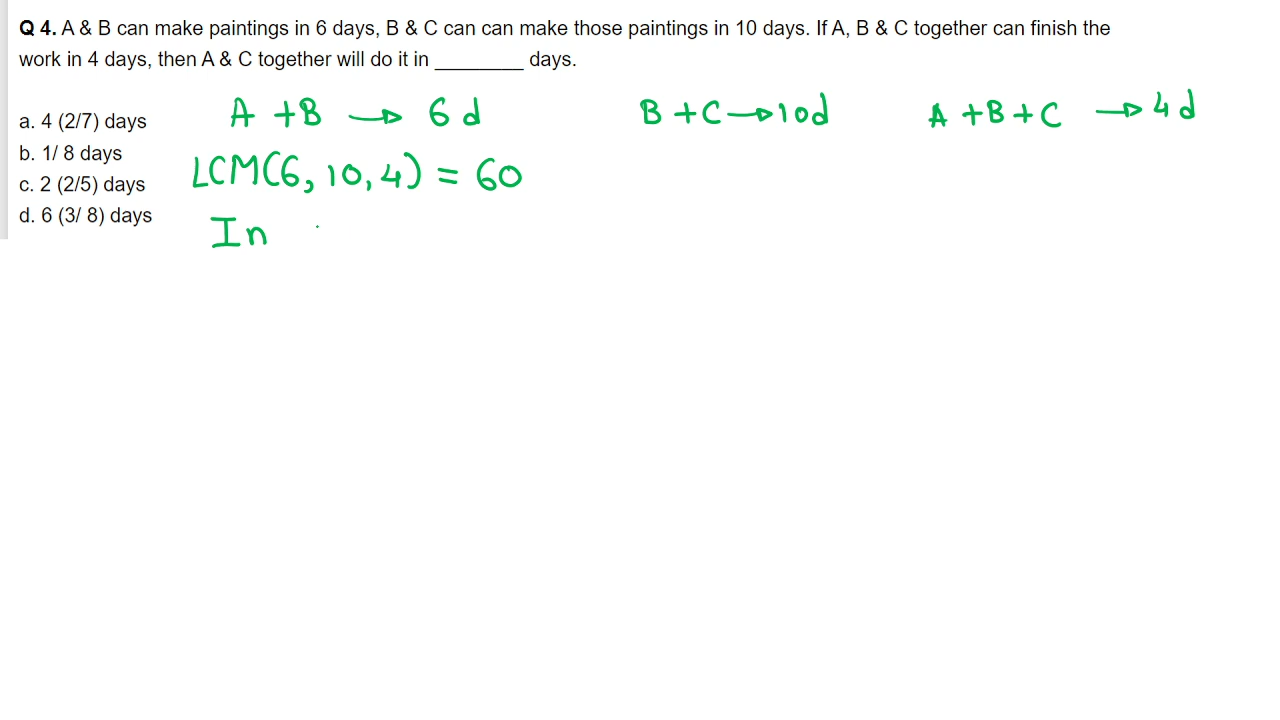 Q 4. A & B can make paintings in 6 days, B & C can can make those paintings in 10 days. If A, B & C together can finish the
work in 4 days, then A & C together will do it in ________ days.
a. 4 (2/7) days
b. 1/ 8 days
c. 2 (2/5) days
d. 6 (3/ 8) days
A + B → 6 d
B + C → 10d
A + B + C → 4 d
LCM(6, 10, 4) = 60
In